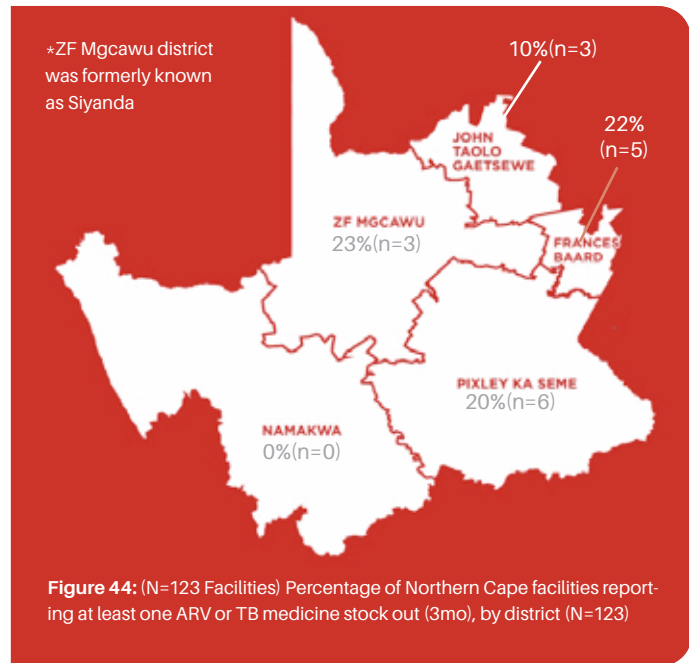 *ZF Mgcawu district
was formerly known
as Siyanda
10%(n=3)
22%
(n=5)
JOHN
TAOLO
GAETSEWE
ZF MGCAWU
23%(n=3)
FRANCES
BAARD
PIXLEY KA SEME
20%(n=6)
NAMAKWA
0%(n=0)
Figure 44: (N=123 Facilities) Percentage of Northern Cape facilities report-
ing at least one ARV or TB medicine stock out (3mo), by district (N=123)